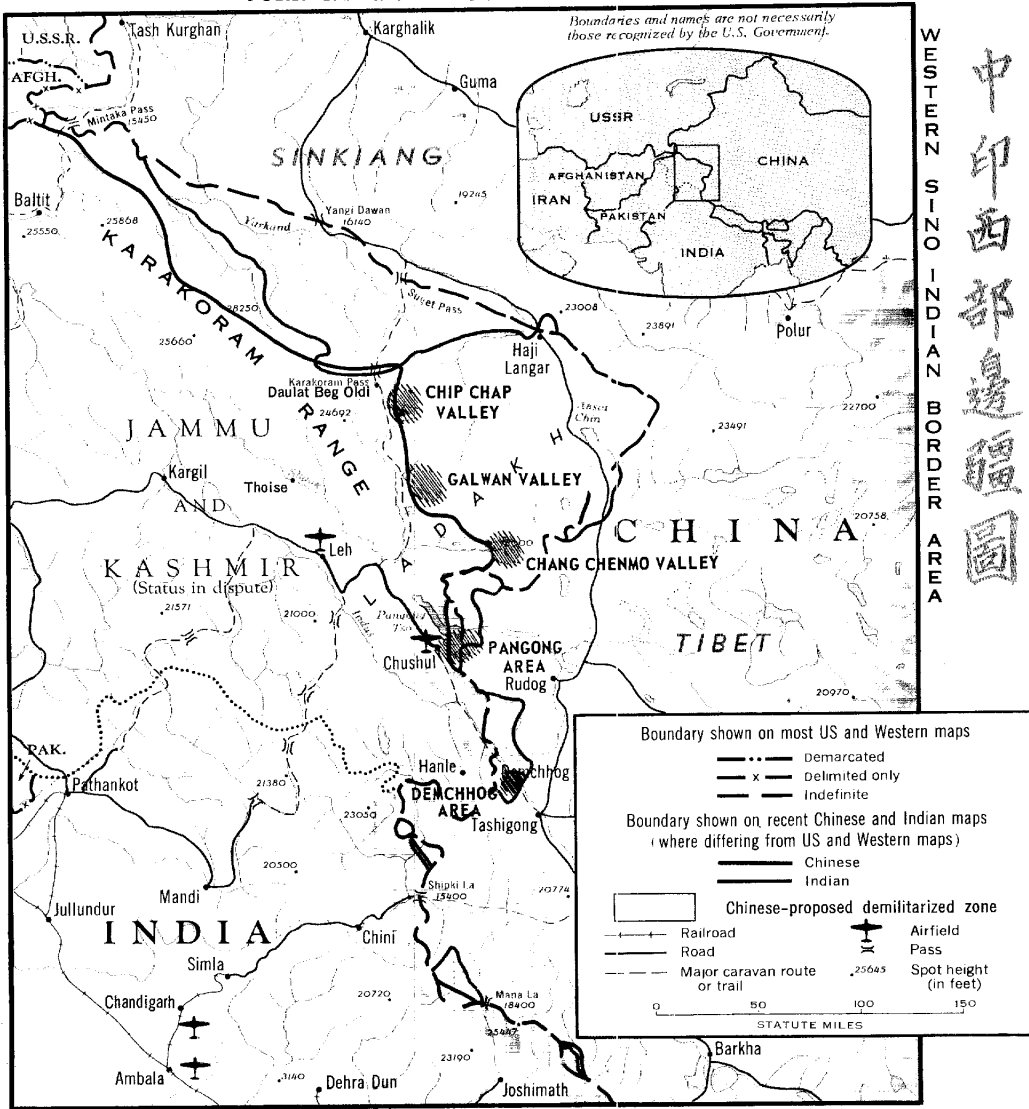 Boundaries and names are not necessarily
those recognized by the U.S. Government.
U.S.S.R.
AFGH.
Tash Kurghan
Karghalik
Guma
Mintaka Pass
15450
SINKIANG
USSR
CHINA
AFGHANISTAN
IRAN
PAKISTAN
INDIA
Baltit
25550
25868
Yarkand
Yangi Dawan
16140
19245
Suget Pass
KARAKORAM
RANGE
28250
25660
23008
23891
Polur
Haji
Langar
Karakoram Pass
Daulat Beg Oldi
24692
CHIP CHAP
VALLEY
Aksai
Chin
22700
23491
JAMMU
AND
KASHMIR
(Status in dispute)
Kargil
Thoise
GALWAN VALLEY
LADAKH
CHINA
20758
Leh
CHANG CHENMO VALLEY
21571
21000
Indus
Pangong
Tso
Chushul
PANGONG
AREA
Rudog
TIBET
20970
PAK.
Pathankot
21380
Hanle
Demchhog
DEMCHHOG
AREA
23050
Tashigong
20500
Mandi
Shipki La
15400
20774
Jullundur
INDIA
Chini
Simla
Chandigarh
20720
Mana La
18400
25447
23190
Ambala
3140
Dehra Dun
Joshimath
Barkha
Boundary shown on most US and Western maps
Demarcated
Delimited only
Indefinite
Boundary shown on recent Chinese and Indian maps
(where differing from US and Western maps)
Chinese
Indian
Chinese-proposed demilitarized zone
Railroad
Road
Major caravan route
or trail
Airfield
Pass
25645
Spot height
(in feet)
0 50 100 150
STATUTE MILES
WESTERN SINO INDIAN BORDER AREA
中印西部邊疆圖